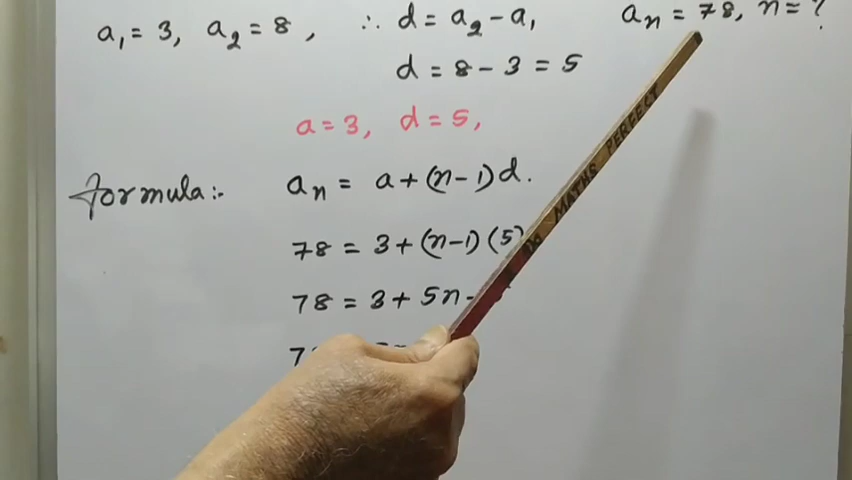 a₁ = 3, a₂ = 8, ∴ d = a₂ - a₁ aₙ = 78, n = ?
d = 8 - 3 = 5
a = 3, d = 5,
Formula:- aₙ = a + (n - 1) d.
78 = 3 + (n - 1) (5)
78 = 3 + 5n -
MATHS PERFECT